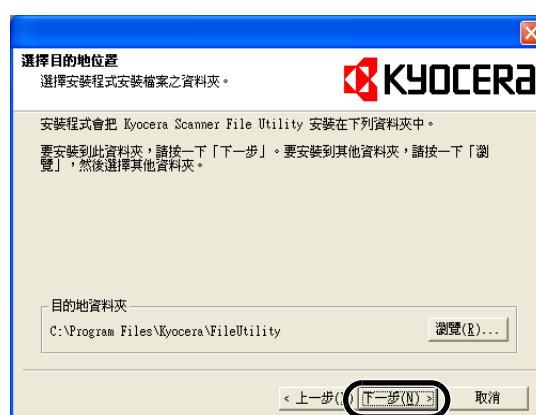 選擇目的地位置
選擇安裝程式安裝檔案之資料夾。
KYOCERA
安裝程式會把 Kyocera Scanner File Utility 安裝在下列資料夾中。
要安裝到此資料夾，請按一下「下一步」。要安裝到其他資料夾，請按一下「瀏
覽」，然後選擇其他資料夾。
目的地資料夾
C:\Program Files\Kyocera\FileUtility
瀏覽(R)...
< 上一步( )
下一步(N) >
取消